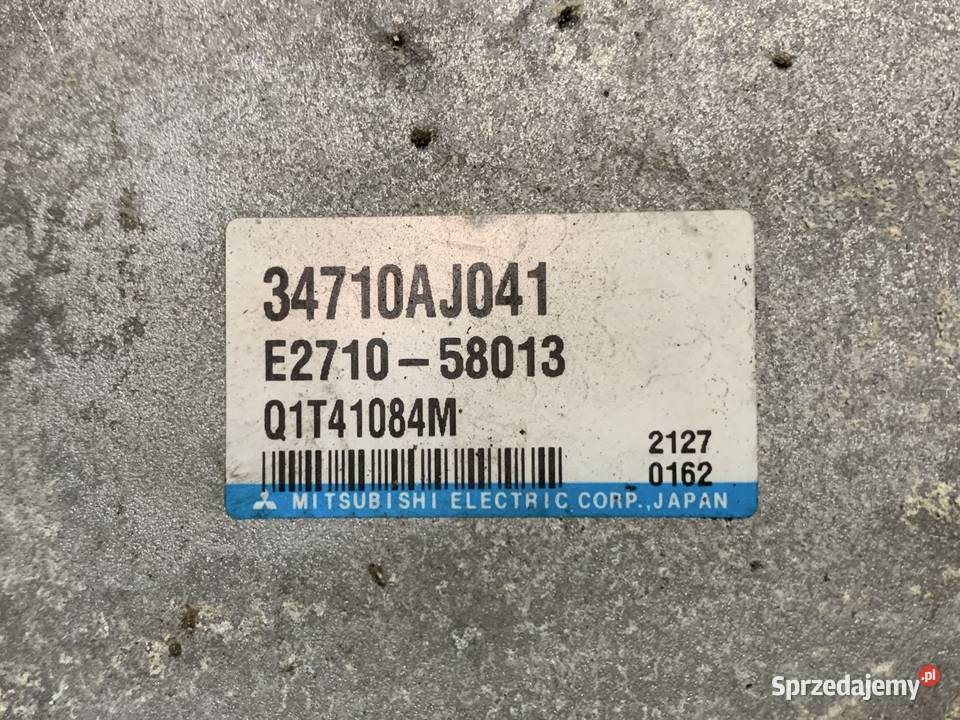 34710AJ041
E2710-58013
Q1T41084M
2127
0162
MITSUBISHI ELECTRIC CORP.,JAPAN
Sprzedajemy.pl